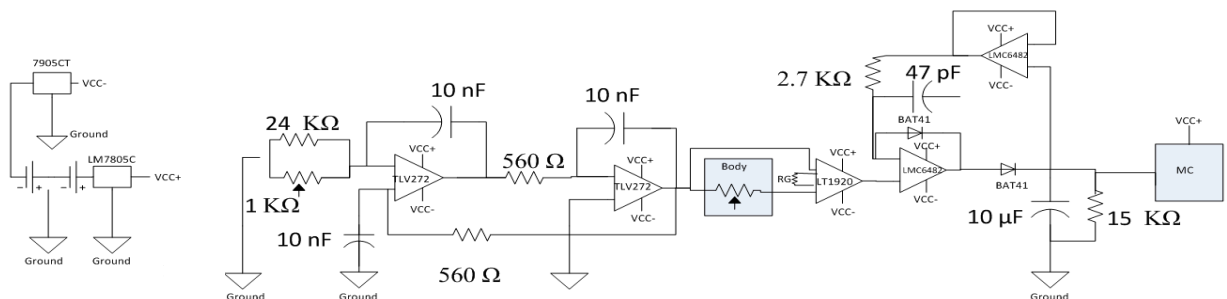 7905CT
VCC-
Ground
LM7805C
VCC+
Ground
Ground
24 KΩ
1 KΩ
Ground
10 nF
VCC+
TLV272
VCC-
10 nF
Ground
560 Ω
560 Ω
10 nF
VCC+
TLV272
VCC-
Body
RG
VCC+
LT1920
VCC-
2.7 KΩ
47 pF
BAT41
VCC+
LMC6482
VCC-
VCC+
LMC6482
VCC-
BAT41
10 µF
15 KΩ
Ground
VCC+
MC